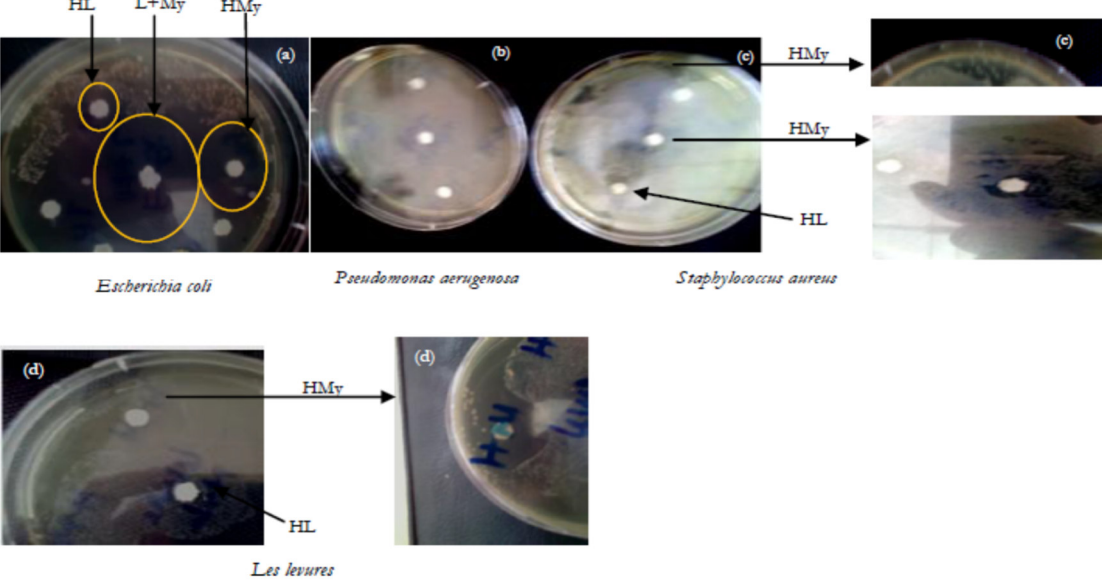 HL L+My HMy
(a) (b) (c) HMy (c)
HMy
HL
Escherichia coli Pseudomonas aerugenosa Staphylococcus aureus
(d) HMy (d)
HL
Les levures